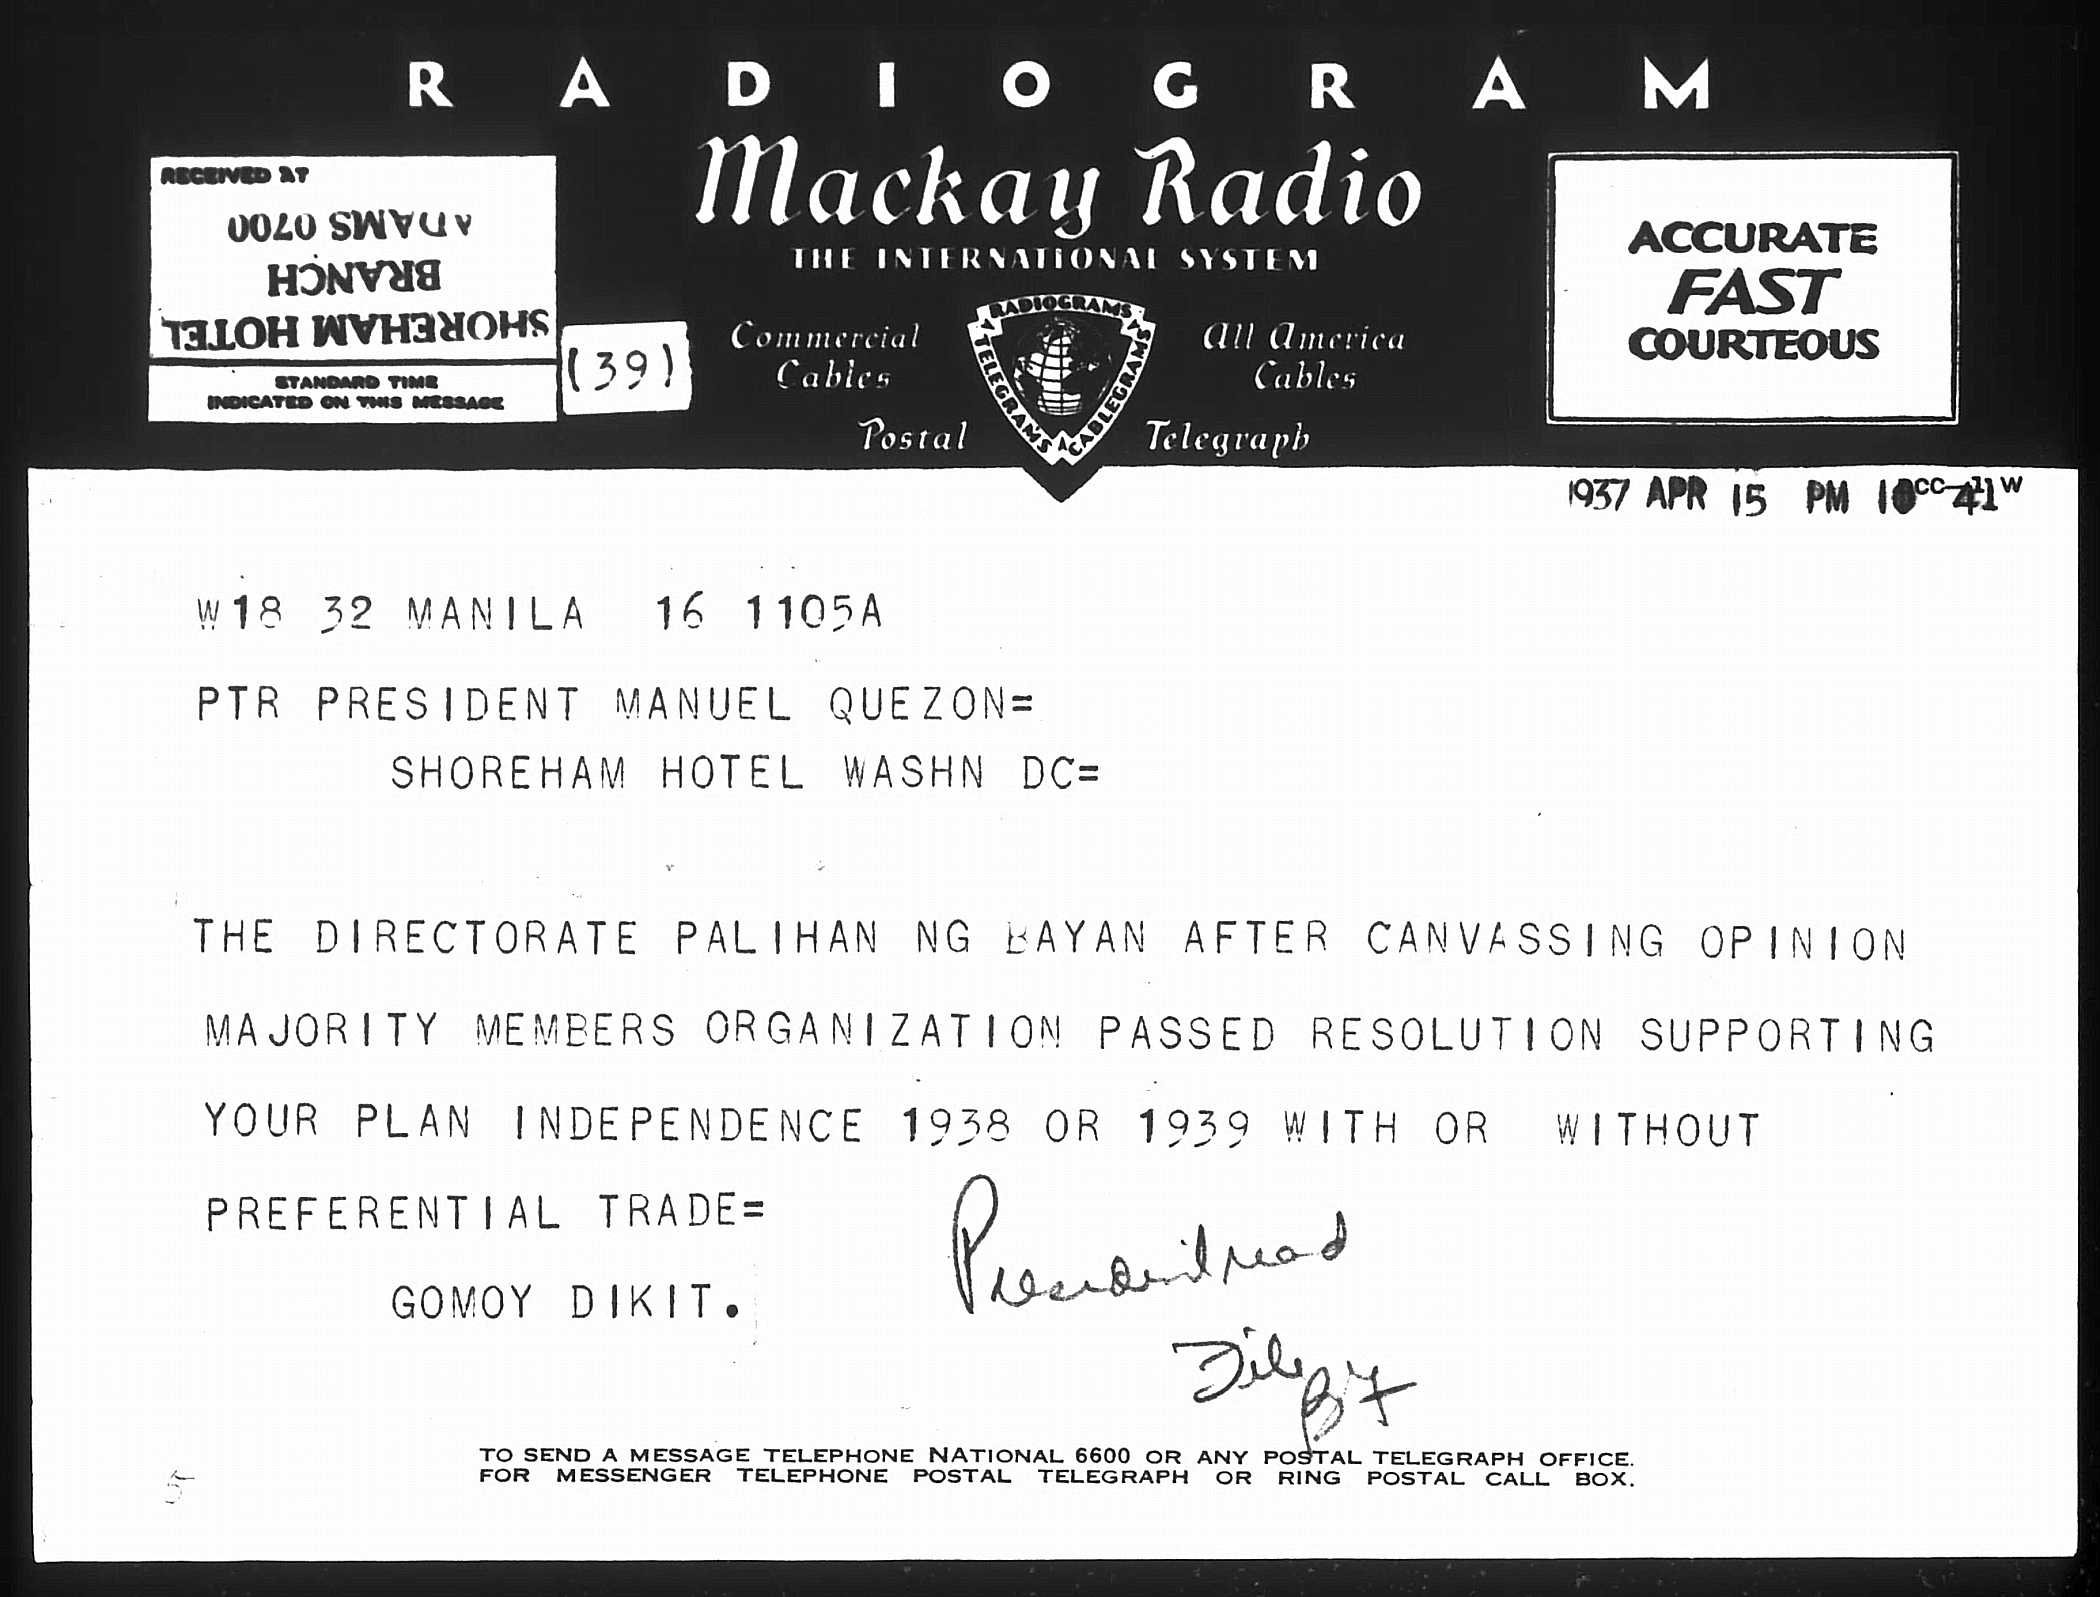 RADIOGRAM
Mackay Radio
THE INTERNATIONAL SYSTEM
RECEIVED AT
SHOREHAM HOTEL
BRANCH
ADAMS 0700
STANDARD TIME
INDICATED ON THIS MESSAGE
(39)
Commercial Cables
All America Cables
Postal Telegraph
RADIOGRAMS TELEGRAMS CABLEGRAMS
ACCURATE
FAST
COURTEOUS
1937 APR 15 PM 10
W18 32 MANILA 16 1105A
PTR PRESIDENT MANUEL QUEZON=
SHOREHAM HOTEL WASHN DC=
THE DIRECTORATE PALIHAN NG BAYAN AFTER CANVASSING OPINION
MAJORITY MEMBERS ORGANIZATION PASSED RESOLUTION SUPPORTING
YOUR PLAN INDEPENDENCE 1938 OR 1939 WITH OR WITHOUT
PREFERENTIAL TRADE=
GOMOY DIKIT.
President read
File
TO SEND A MESSAGE TELEPHONE NATIONAL 6600 OR ANY POSTAL TELEGRAPH OFFICE.
FOR MESSENGER TELEPHONE POSTAL TELEGRAPH OR RING POSTAL CALL BOX.
5